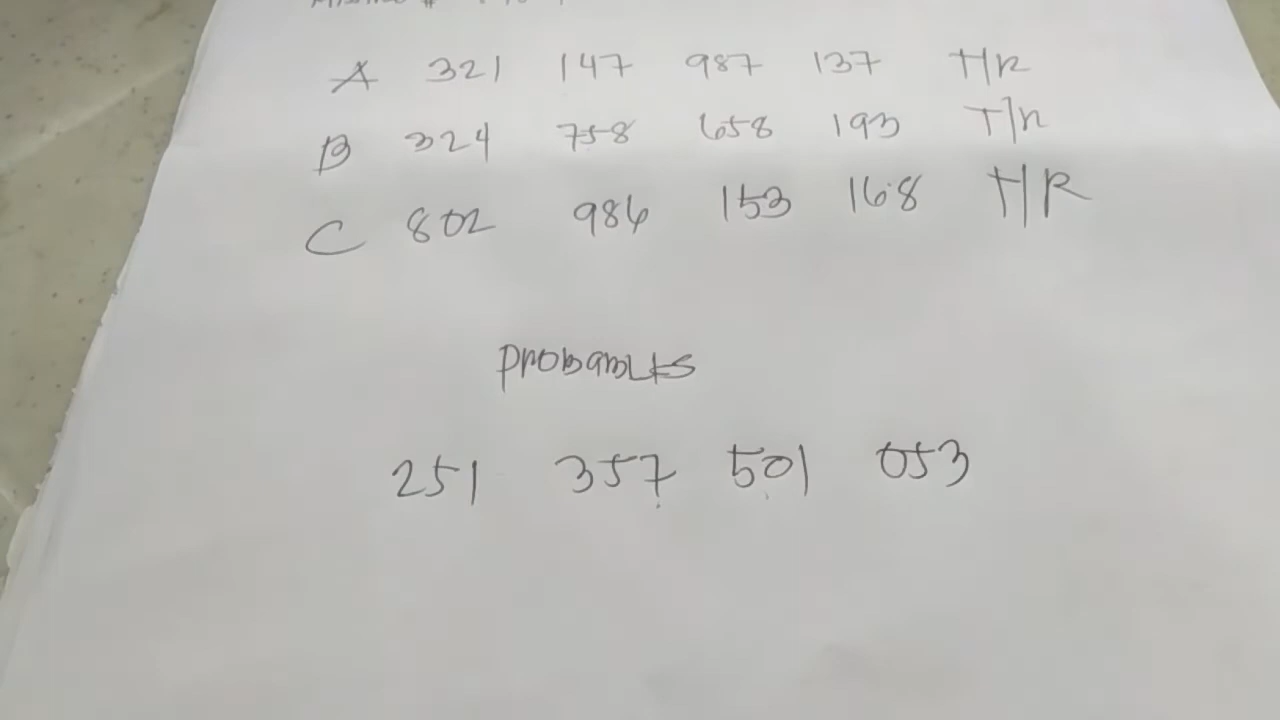 A 321 147 987 137 T/R
B 324 758 658 193 T/R
C 802 986 153 168 T/R
PROBABLES
251 357 501 053